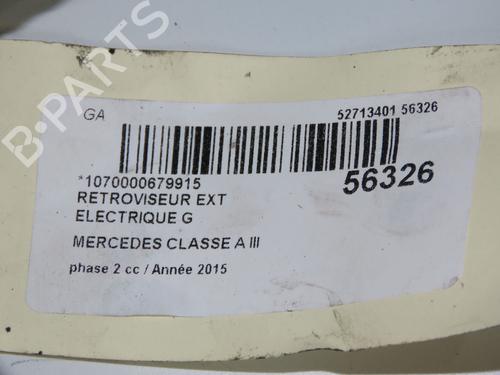 GA
52713401 56326
*1070000679915
56326
RETROVISEUR EXT
ELECTRIQUE G
MERCEDES CLASSE A III
phase 2 cc / Année 2015
B-PARTS